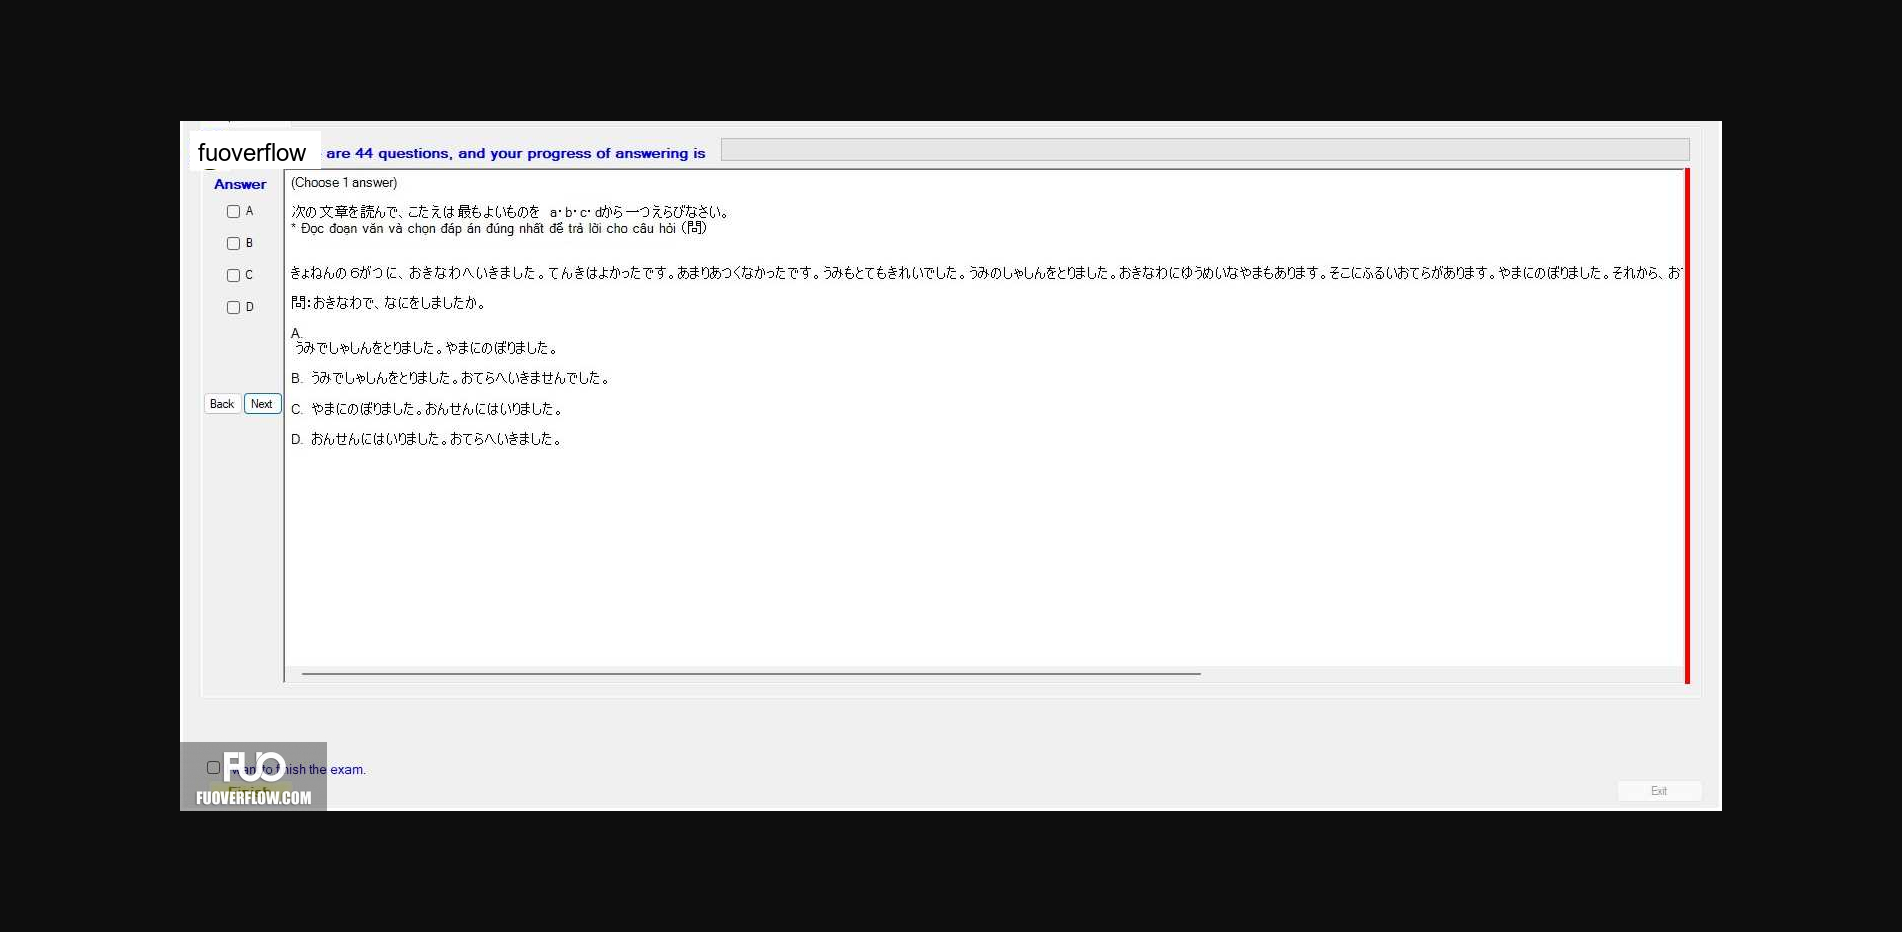 fuoverflow are 44 questions, and your progress of answering is
Answer
(Choose 1 answer)
A
B
C
D
次の文章を読んで、こたえは最もよいものを a・b・c・dから一つえらびなさい。
* Đọc đoạn văn và chọn đáp án đúng nhất để trả lời cho câu hỏi (問)
きょねんの6がつに、おきなわへいきました。てんきはよかったです。あまりあつくなかったです。うみもとてもきれいでした。うみのしゃしんをとりました。おきなわにゆうめいなやまもあります。そこにふるいおてらがあります。やまにのぼりました。それから、お
問:おきなわで、なにをしましたか。
A.
うみでしゃしんをとりました。やまにのぼりました。
B. うみでしゃしんをとりました。おてらへいきませんでした。
Back Next
C. やまにのぼりました。おんせんにはいりました。
D. おんせんにはいりました。おてらへいきました。
FUO
want to finish the exam.
Finish
FUOVERFLOW.COM
Exit